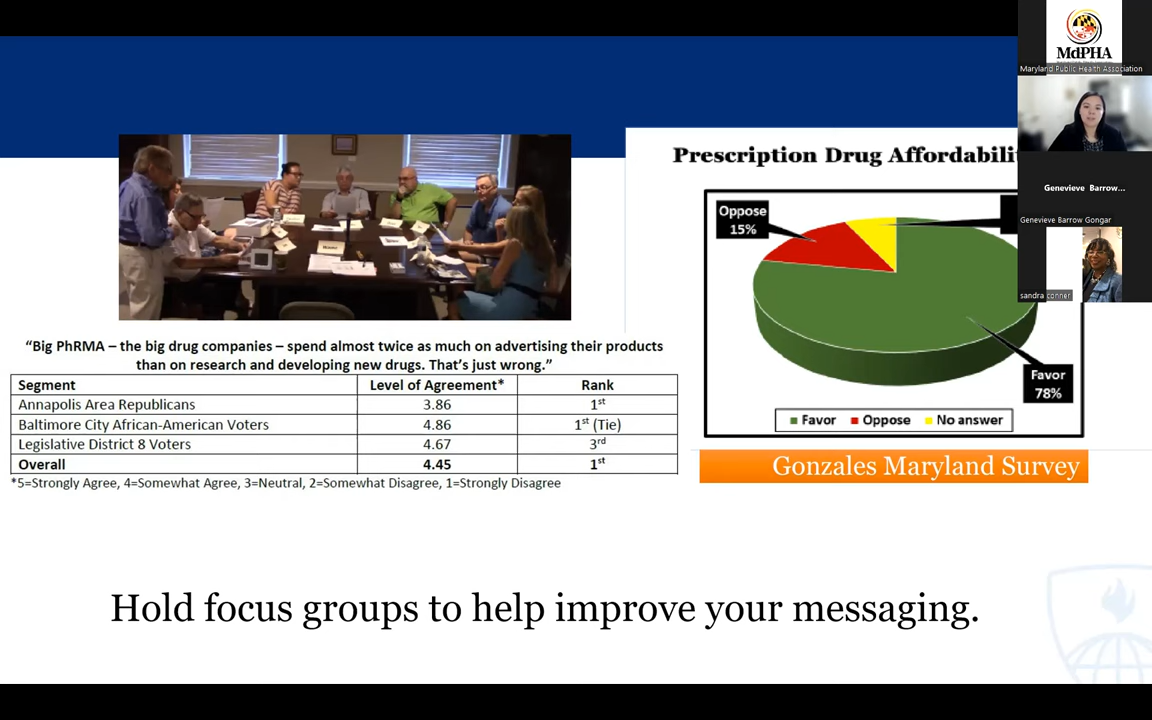 MdPHA
Maryland Public Health Association
Genevieve Barrow...
Genevieve Barrow Gongar
sandra conner
Prescription Drug Affordabilit
Oppose
15%
Favor
78%
Favor Oppose No answer
Gonzales Maryland Survey
“Big PhRMA – the big drug companies – spend almost twice as much on advertising their products
than on research and developing new drugs. That’s just wrong.”
Segment Level of Agreement* Rank
Annapolis Area Republicans 3.86 1st
Baltimore City African-American Voters 4.86 1st (Tie)
Legislative District 8 Voters 4.67 3rd
Overall 4.45 1st
*5=Strongly Agree, 4=Somewhat Agree, 3=Neutral, 2=Somewhat Disagree, 1=Strongly Disagree
Hold focus groups to help improve your messaging.